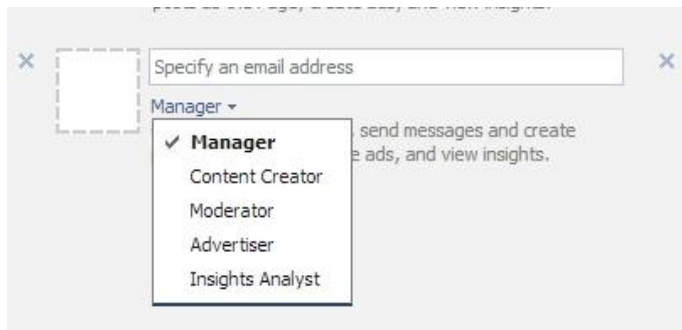 Specify an email address
Manager
send messages and create
✓ Manager
e ads, and view insights.
Content Creator
Moderator
Advertiser
Insights Analyst